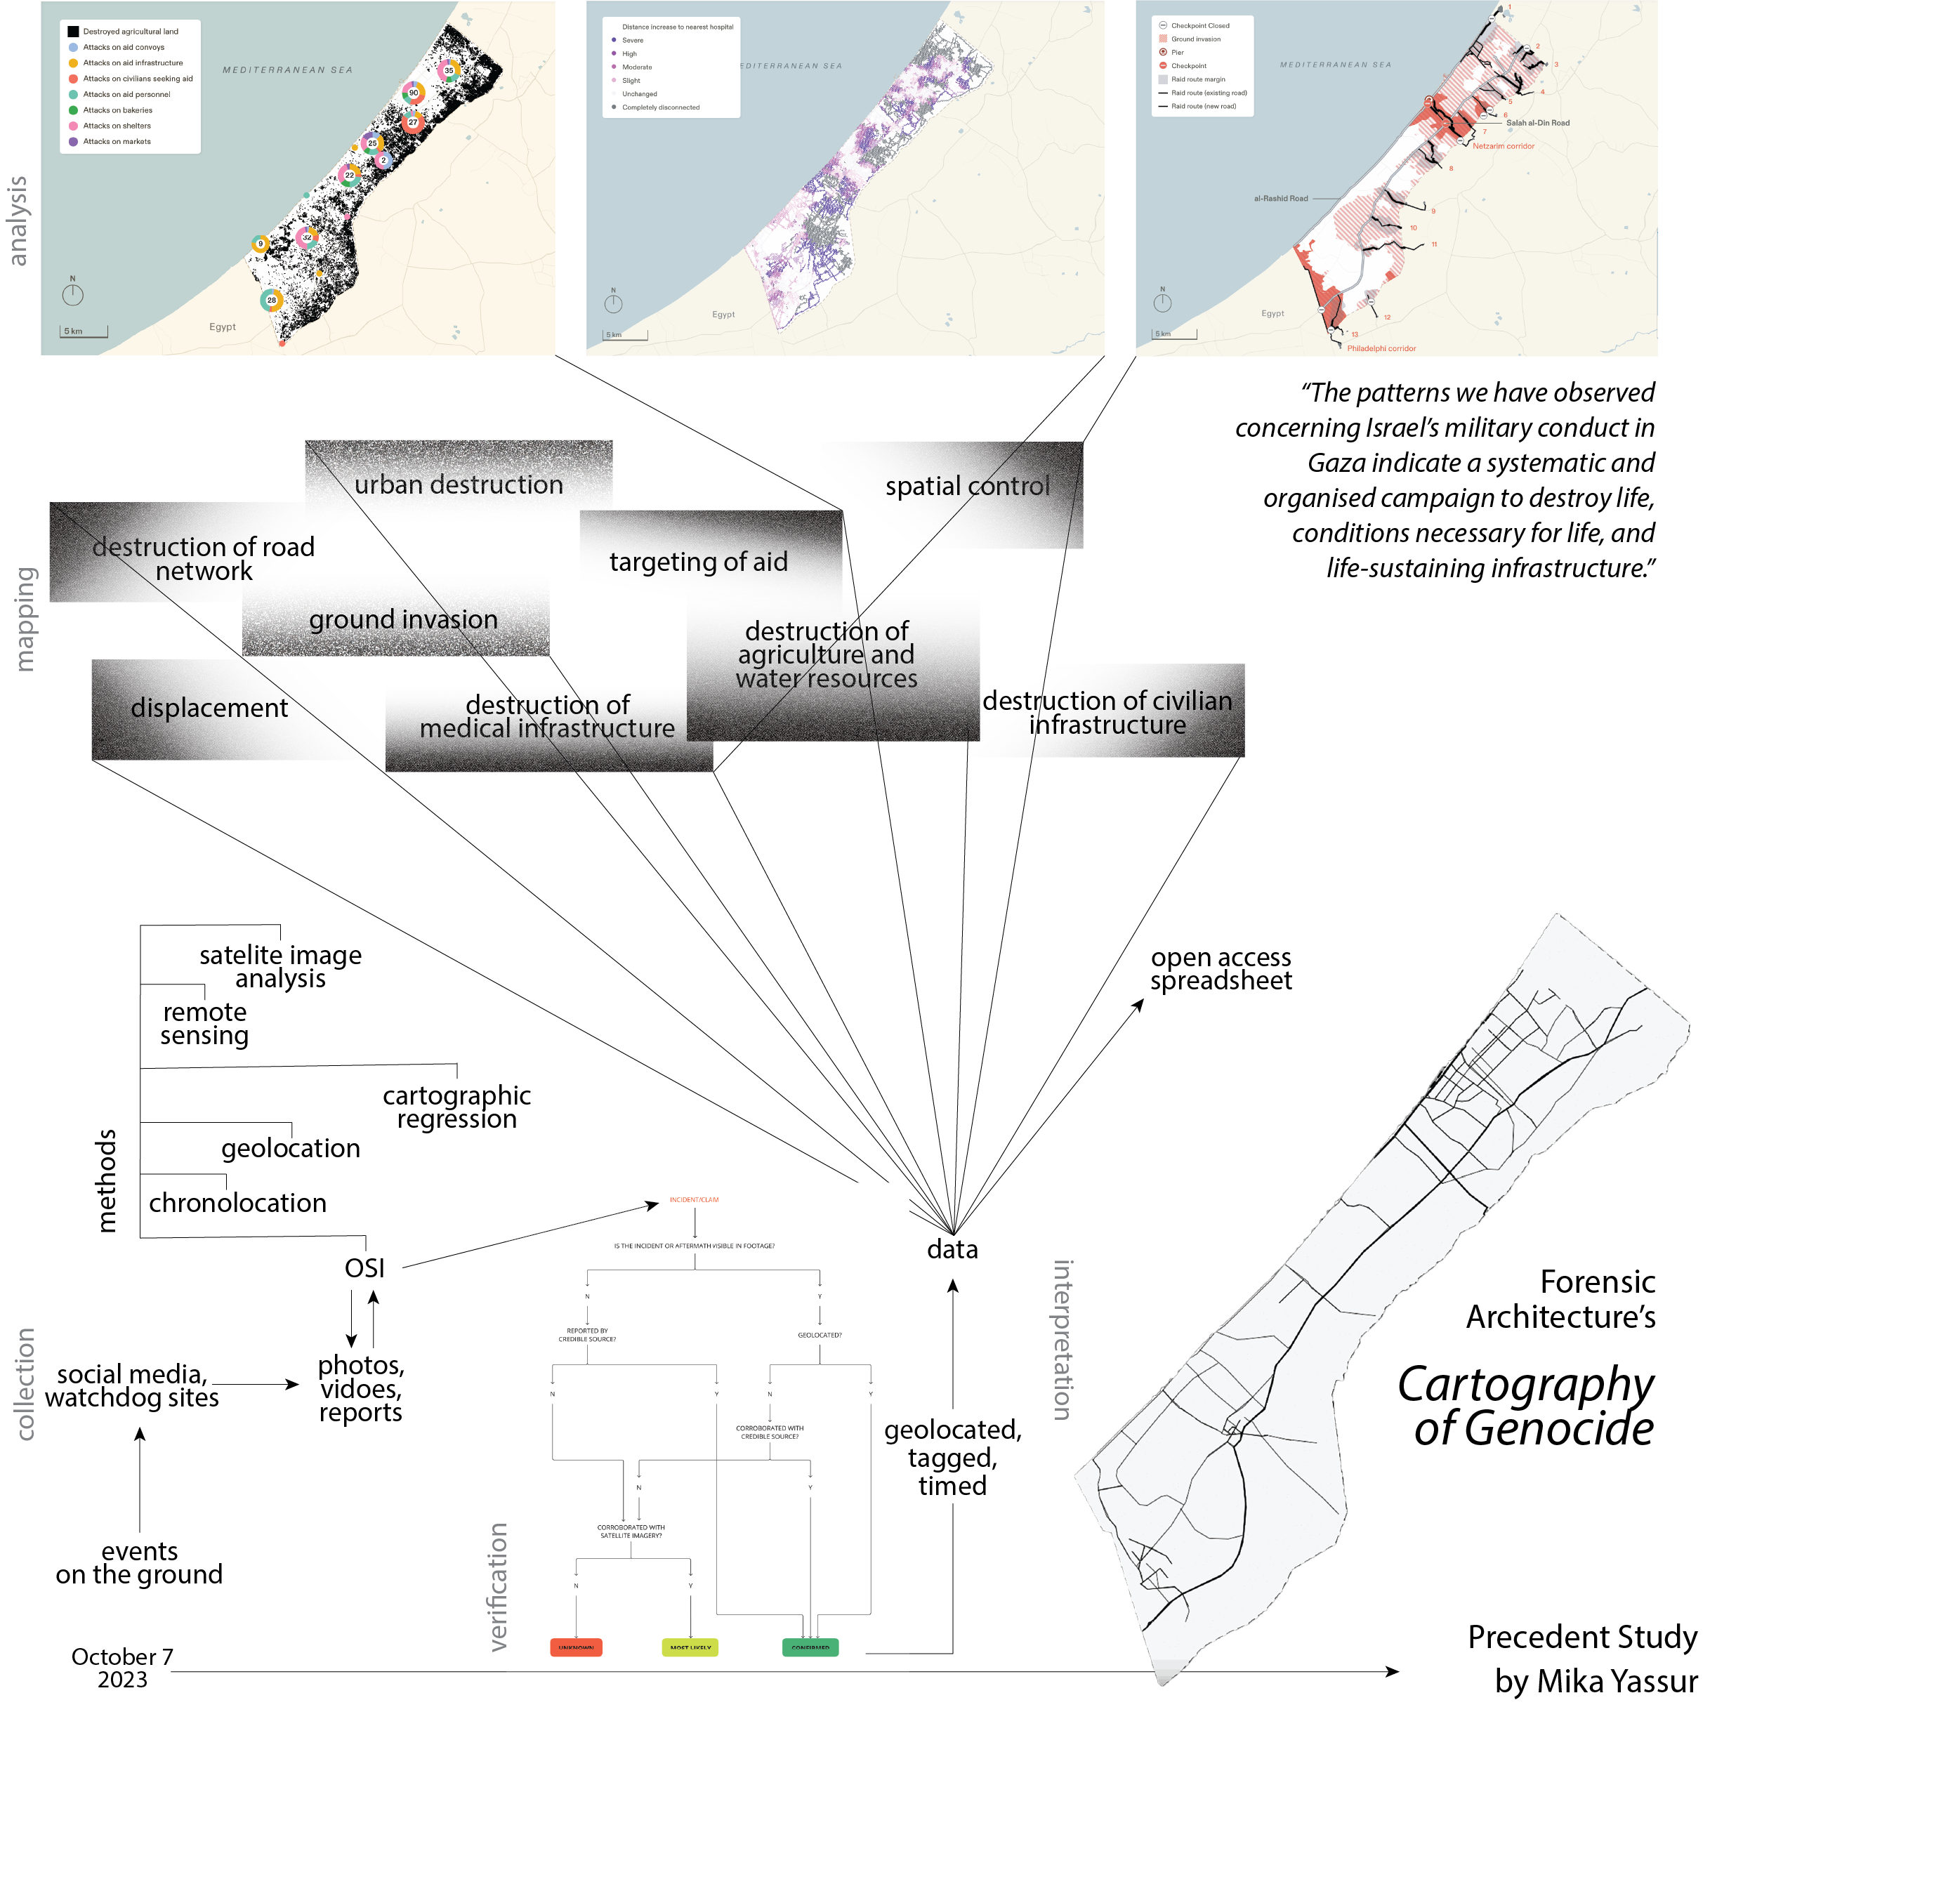 Destroyed agricultural land
Attacks on aid convoys
Attacks on aid infrastructure
Attacks on civilians seeking aid
Attacks on aid personnel
Attacks on bakeries
Attacks on shelters
Attacks on markets
MEDITERRANEAN SEA
35
90
27
25
2
22
32
9
28
N
5 km
Egypt
Distance increase to nearest hospital
Severe
High
Moderate
Slight
Unchanged
Completely disconnected
EDITERRANEAN SEA
N
5 km
Egypt
Checkpoint Closed
Ground invasion
Pier
Checkpoint
Raid route margin
Raid route (existing road)
Raid route (new road)
MEDITERRANEAN SEA
1
2
3
4
5
6
Salah al-Din Road
7
Netzarim corridor
8
al-Rashid Road
9
10
11
12
13
N
5 km
Egypt
Philadelphi corridor
analysis
“The patterns we have observed
concerning Israel’s military conduct in
Gaza indicate a systematic and
organised campaign to destroy life,
conditions necessary for life, and
life-sustaining infrastructure.”
mapping
urban destruction
spatial control
destruction of road
network
targeting of aid
ground invasion
destruction of
agriculture and
water resources
displacement
destruction of
medical infrastructure
destruction of civilian
infrastructure
methods
satelite image
analysis
remote
sensing
cartographic
regression
geolocation
chronolocation
OSI
open access
spreadsheet
data
collection
social media,
watchdog sites
photos,
vidoes,
reports
events
on the ground
October 7
2023
verification
INCIDENT/CLAIM
IS THE INCIDENT OR AFTERMATH VISIBLE IN FOOTAGE?
N
Y
REPORTED BY
CREDIBLE SOURCE?
GEOLOCATED?
N
Y
N
Y
CORROBORATED WITH
CREDIBLE SOURCE?
N
Y
CORROBORATED WITH
SATELLITE IMAGERY?
N
Y
UNKNOWN
MOST LIKELY
CONFIRMED
geolocated,
tagged,
timed
interpretation
Forensic
Architecture’s
Cartography
of Genocide
Precedent Study
by Mika Yassur